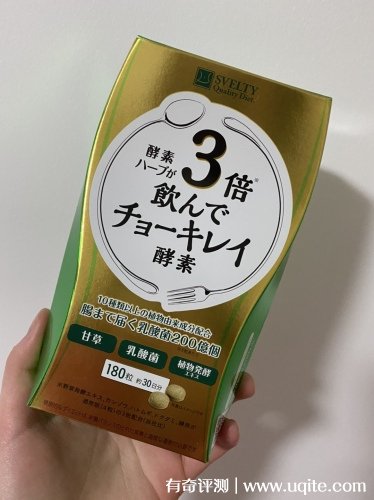 SVELTY
Quality Diet.
酵素
ハーブが
3倍※
飲んで
チョーキレイ
酵素
10種類以上の植物由来成分配合
腸まで届く乳酸菌200億個
甘草
乳酸菌
植物発酵
エキス
180粒 約30日分
有奇评测 | www.uqite.com